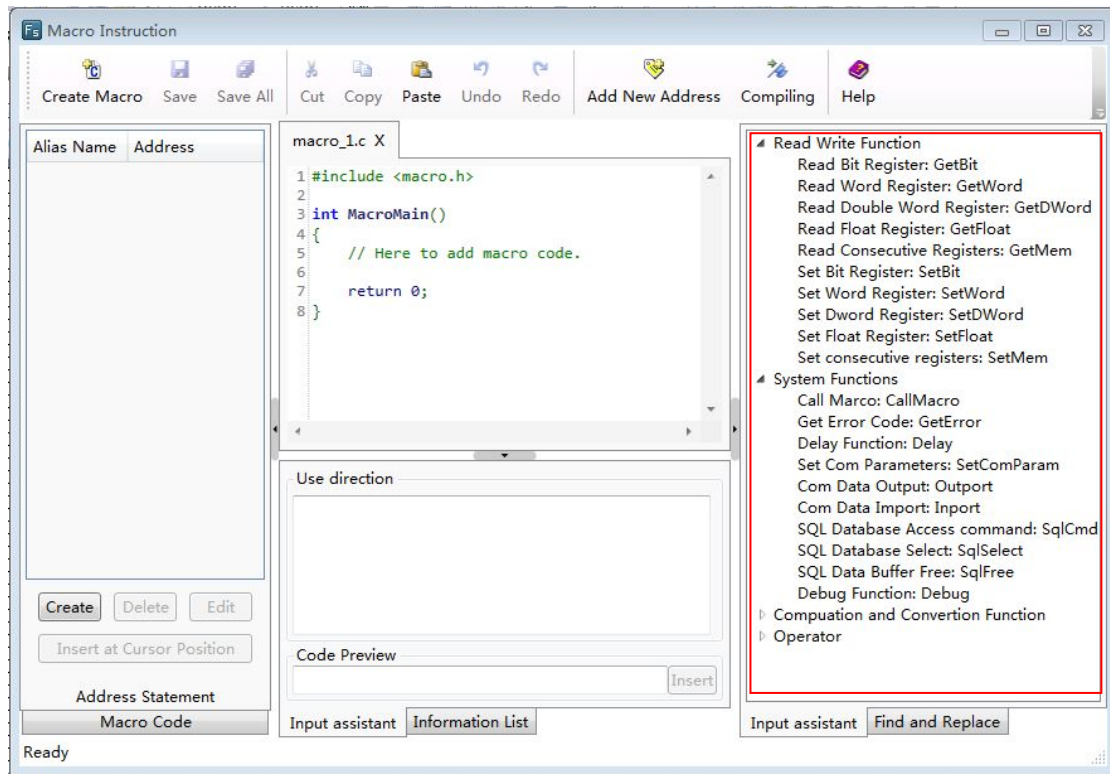 Fs Macro Instruction
Create Macro Save Save All Cut Copy Paste Undo Redo Add New Address Compiling Help
Alias Name Address
macro_1.c X
1 #include <macro.h>
2
3 int MacroMain()
4 {
5 // Here to add macro code.
6
7 return 0;
8 }
Use direction
Code Preview
Insert
Input assistant Information List
Create Delete Edit
Insert at Cursor Position
Address Statement
Macro Code
Read Write Function
Read Bit Register: GetBit
Read Word Register: GetWord
Read Double Word Register: GetDWord
Read Float Register: GetFloat
Read Consecutive Registers: GetMem
Set Bit Register: SetBit
Set Word Register: SetWord
Set Dword Register: SetDWord
Set Float Register: SetFloat
Set consecutive registers: SetMem
System Functions
Call Marco: CallMacro
Get Error Code: GetError
Delay Function: Delay
Set Com Parameters: SetComParam
Com Data Output: Outport
Com Data Import: Inport
SQL Database Access command: SqlCmd
SQL Database Select: SqlSelect
SQL Data Buffer Free: SqlFree
Debug Function: Debug
Compuation and Convertion Function
Operator
Input assistant Find and Replace
Ready